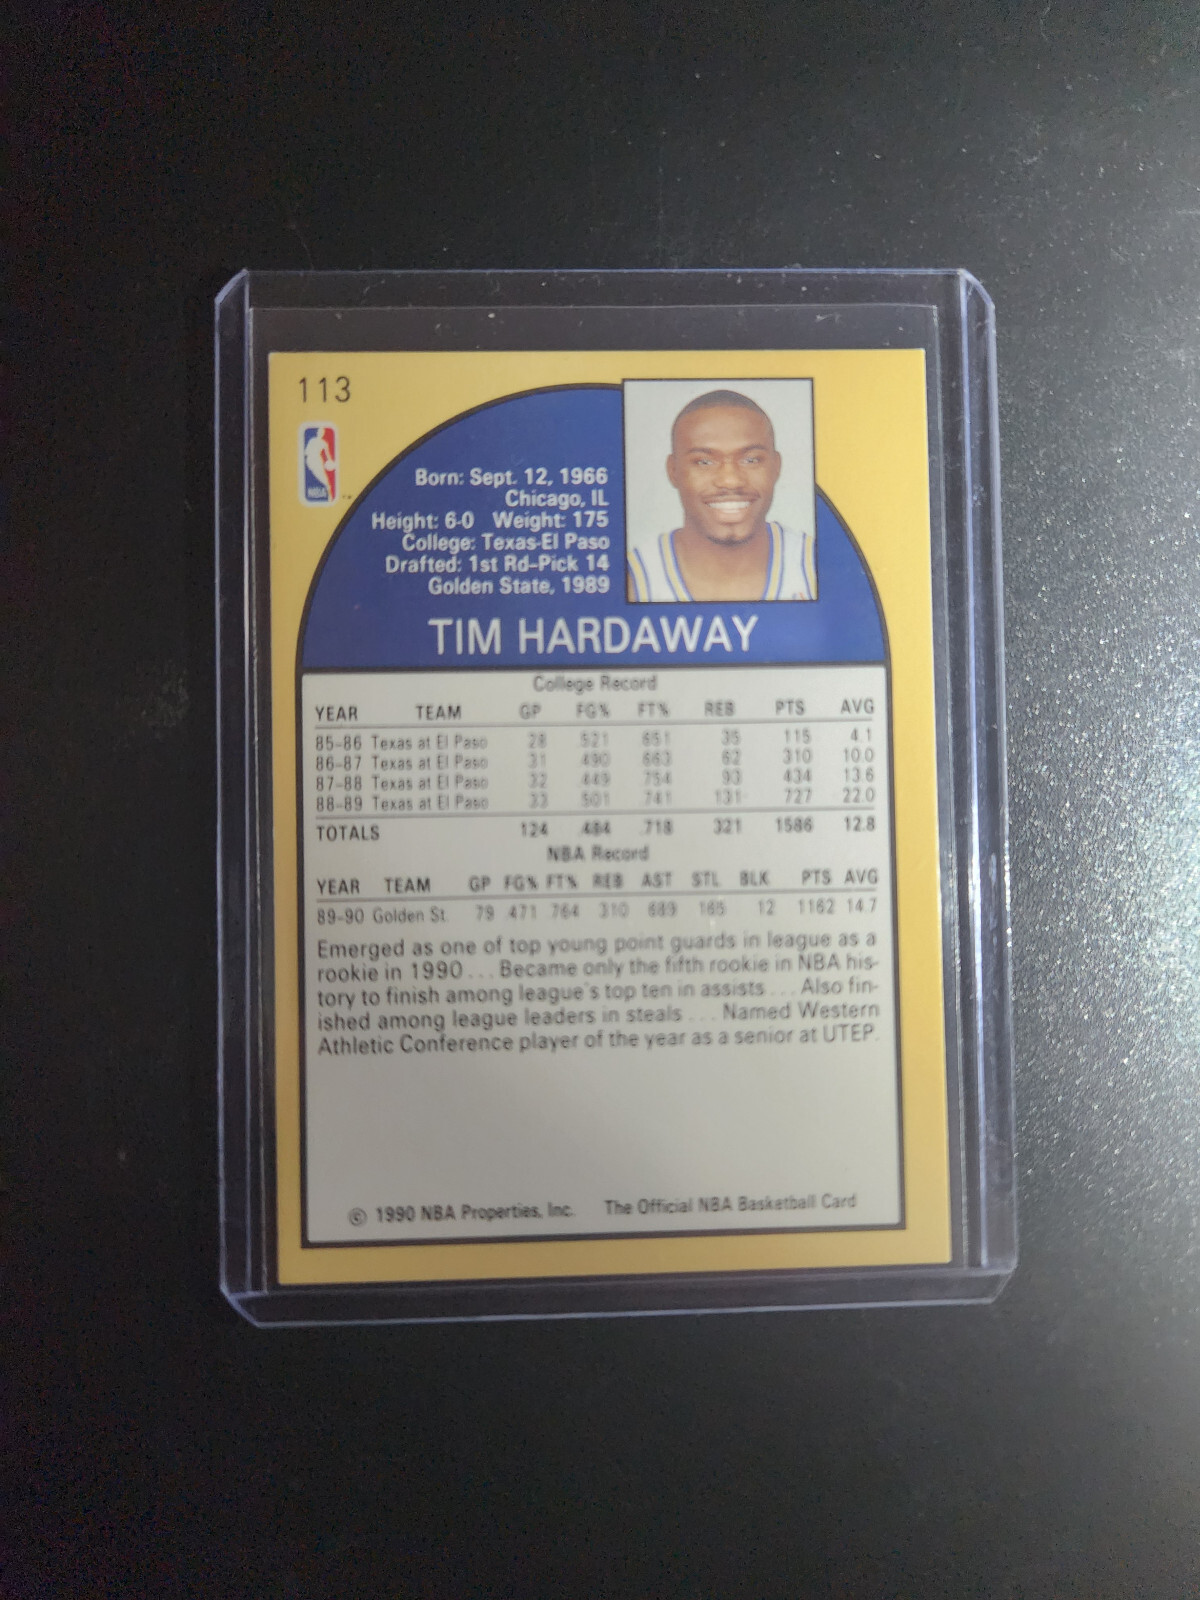 113
NBA
Born: Sept. 12, 1966
Chicago, IL
Height: 6-0 Weight: 175
College: Texas-El Paso
Drafted: 1st Rd-Pick 14
Golden State, 1989
TIM HARDAWAY
College Record
YEAR TEAM GP FG% FT% REB PTS AVG
85-86 Texas at El Paso 28 .521 .651 35 115 4.1
86-87 Texas at El Paso 31 .490 .663 62 310 10.0
87-88 Texas at El Paso 32 .449 .754 93 434 13.6
88-89 Texas at El Paso 33 .501 .741 131 727 22.0
TOTALS 124 .484 .718 321 1586 12.8
NBA Record
YEAR TEAM GP FG% FT% REB AST STL BLK PTS AVG
89-90 Golden St. 79 .471 .764 310 689 165 12 1162 14.7
Emerged as one of top young point guards in league as a
rookie in 1990 ... Became only the fifth rookie in NBA his-
tory to finish among league's top ten in assists ... Also fin-
ished among league leaders in steals ... Named Western
Athletic Conference player of the year as a senior at UTEP.
© 1990 NBA Properties, Inc. The Official NBA Basketball Card